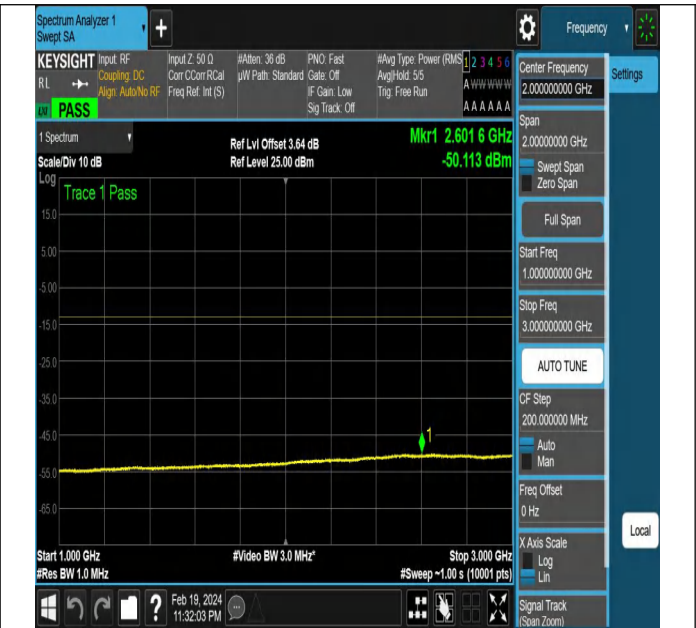 Spectrum Analyzer 1
Swept SA
+
Frequency
KEYSIGHT
RL
PASS
Input: RF
Coupling: DC
Align: Auto/No RF
Input Z: 50 Ω
Corr CCorr RCal
Freq Ref: Int (S)
#Atten: 36 dB
µW Path: Standard
PNO: Fast
Gate: Off
IF Gain: Low
Sig Track: Off
#Avg Type: Power (RMS
Avg|Hold: 5/5
Trig: Free Run
1 2 3 4 5 6
A W W W W W
A A A A A A
1 Spectrum
Scale/Div 10 dB
Log
Ref Lvl Offset 3.64 dB
Ref Level 25.00 dBm
Mkr1 2.601 6 GHz
-50.113 dBm
Trace 1 Pass
15.0
5.00
-5.00
-15.0
-25.0
-35.0
-45.0
-55.0
-65.0
1
Start 1.000 GHz
#Res BW 1.0 MHz
#Video BW 3.0 MHz*
Stop 3.000 GHz
#Sweep ~1.00 s (10001 pts)
?
Feb 19, 2024
11:32:03 PM
Center Frequency
2.000000000 GHz
Span
2.00000000 GHz
Swept Span
Zero Span
Full Span
Start Freq
1.000000000 GHz
Stop Freq
3.000000000 GHz
AUTO TUNE
CF Step
200.000000 MHz
Auto
Man
Freq Offset
0 Hz
X Axis Scale
Log
Lin
Signal Track
(Span Zoom)
Settings
Local